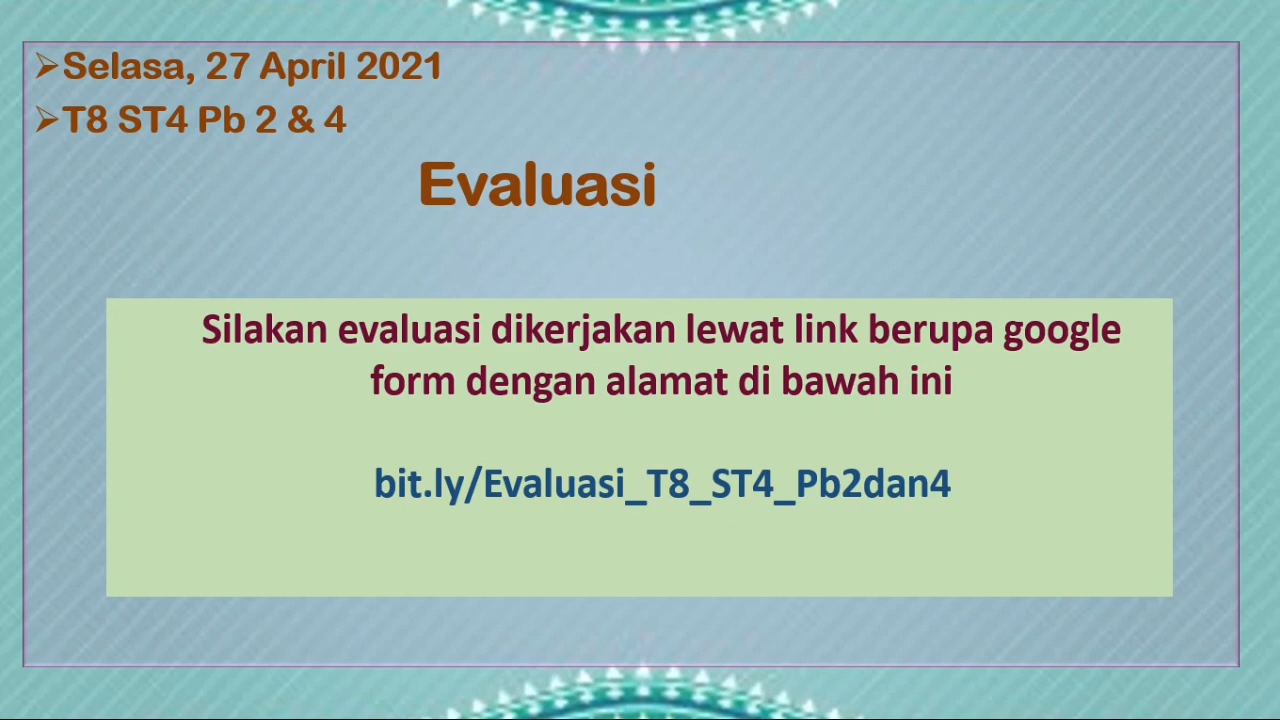 Selasa, 27 April 2021
T8 ST4 Pb 2 & 4
Evaluasi
Silakan evaluasi dikerjakan lewat link berupa google
form dengan alamat di bawah ini
bit.ly/Evaluasi_T8_ST4_Pb2dan4